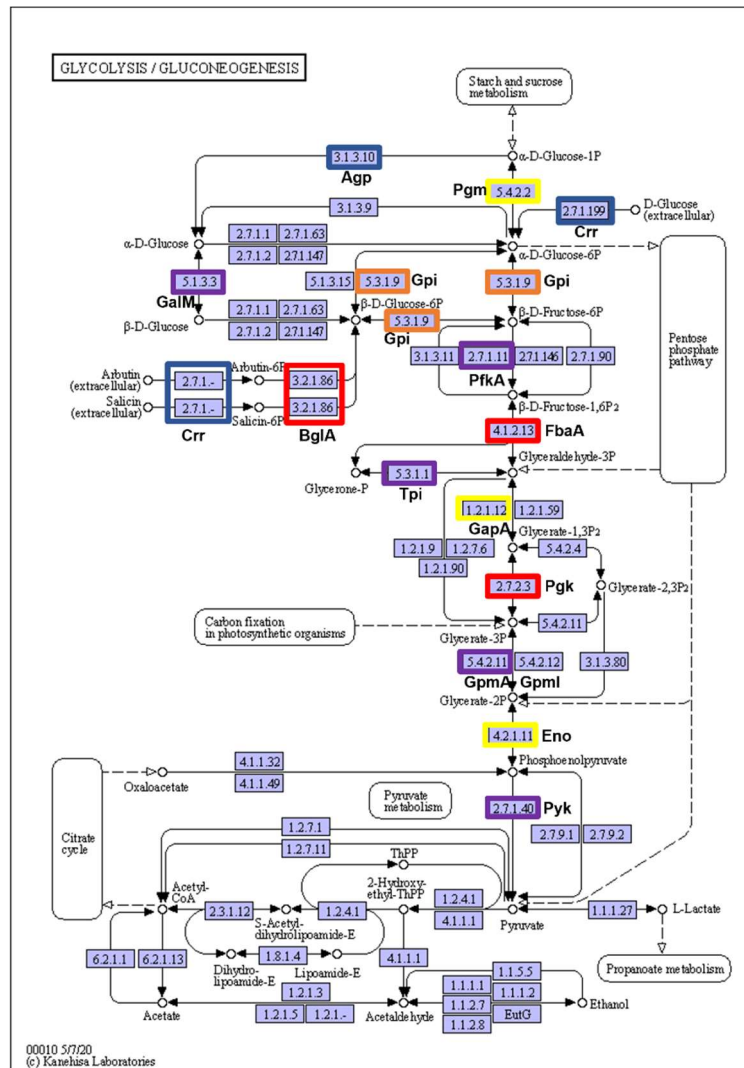 GLYCOLYSIS / GLUCONEOGENESIS
Starch and sucrose
metabolism
3.1.3.10
α-D-Glucose-1P
Agp
Pgm
5.4.2.2
3.1.3.9
2.7.1.199
D-Glucose
(extracellular)
Crr
α-D-Glucose
2.7.1.1
2.7.1.63
2.7.1.2
2.7.1.147
α-D-Glucose-6P
5.1.3.3
GalM
5.1.3.15
5.3.1.9
Gpi
5.3.1.9
Gpi
β-D-Glucose-6P
β-D-Glucose
2.7.1.1
2.7.1.63
2.7.1.2
2.7.1.147
5.3.1.9
Gpi
β-D-Fructose-6P
Pentose
phosphate
pathway
3.1.3.11
2.7.1.11
2.7.1.146
2.7.1.90
PfkA
Arbutin
(extracellular)
2.7.1.-
Arbutin-6P
3.2.1.86
Salicin
(extracellular)
2.7.1.-
Salicin-6P
3.2.1.86
Crr
BglA
β-D-Fructose-1,6P2
4.1.2.13
FbaA
Glyceraldehyde-3P
Glycerone-P
5.3.1.1
Tpi
1.2.1.12
1.2.1.59
GapA
Glycerate-1,3P2
1.2.1.9
1.2.7.6
1.2.1.90
5.4.2.4
2.7.2.3
Pgk
Glycerate-2,3P2
Carbon fixation
in photosynthetic organisms
Glycerate-3P
5.4.2.11
5.4.2.11
5.4.2.12
3.1.3.80
GpmA
GpmI
Glycerate-2P
4.2.1.11
Eno
Oxaloacetate
4.1.1.32
4.1.1.49
Phosphoenolpyruvate
Pyruvate
metabolism
2.7.1.40
Pyk
2.7.9.1
2.7.9.2
Citrate
cycle
1.2.7.1
1.2.7.11
ThPP
Acetyl-
CoA
2.3.1.12
S-Acetyl-
dihydrolipoamide-E
1.2.4.1
2-Hydroxy-
ethyl-ThPP
1.2.4.1
4.1.1.1
Pyruvate
1.1.1.27
L-Lactate
6.2.1.1
6.2.1.13
Dihydro-
lipoamide-E
1.8.1.4
Lipoamide-E
4.1.1.1
Propanoate metabolism
Acetate
1.2.1.3
1.2.1.5
1.2.1.-
Acetaldehyde
1.1.5.5
1.1.1.1
1.1.1.2
1.1.2.7
EutG
1.1.2.8
Ethanol
00010 5/7/20
(c) Kanehisa Laboratories